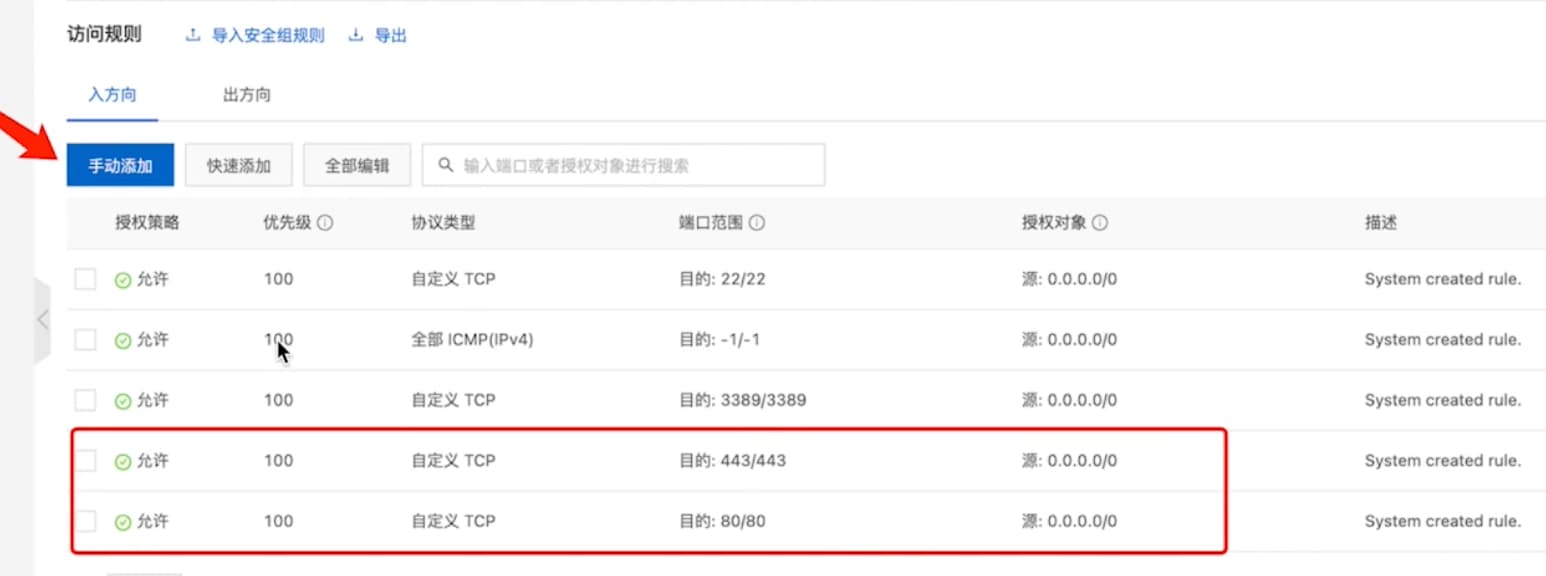 访问规则 导入安全组规则 导出
入方向 出方向
手动添加 快速添加 全部编辑 输入端口或者授权对象进行搜索
授权策略 优先级 协议类型 端口范围 授权对象 描述
允许 100 自定义 TCP 目的: 22/22 源: 0.0.0.0/0 System created rule.
允许 100 全部 ICMP(IPv4) 目的: -1/-1 源: 0.0.0.0/0 System created rule.
允许 100 自定义 TCP 目的: 3389/3389 源: 0.0.0.0/0 System created rule.
允许 100 自定义 TCP 目的: 443/443 源: 0.0.0.0/0 System created rule.
允许 100 自定义 TCP 目的: 80/80 源: 0.0.0.0/0 System created rule.